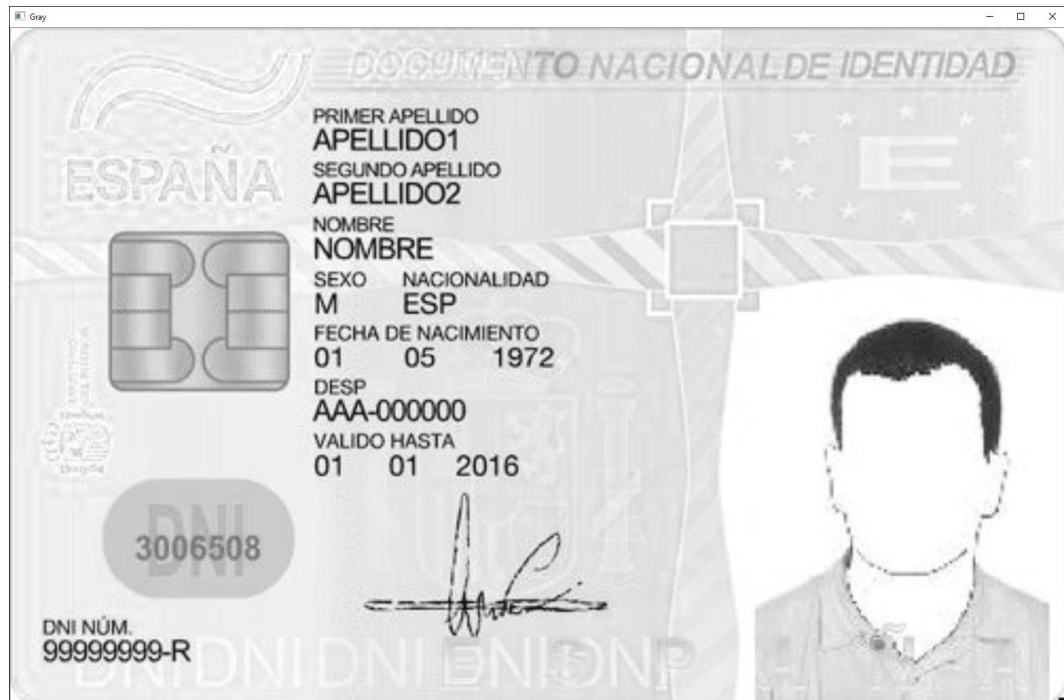 Gray
DOCUMENTO NACIONAL DE IDENTIDAD
ESPAÑA
PRIMER APELLIDO
APELLIDO1
SEGUNDO APELLIDO
APELLIDO2
NOMBRE
NOMBRE
SEXO NACIONALIDAD
M ESP
FECHA DE NACIMIENTO
01 05 1972
DESP
AAA-000000
VALIDO HASTA
01 01 2016
DNI
3006508
DNI NÚM.
99999999-R
DNI DNI DNI DNI